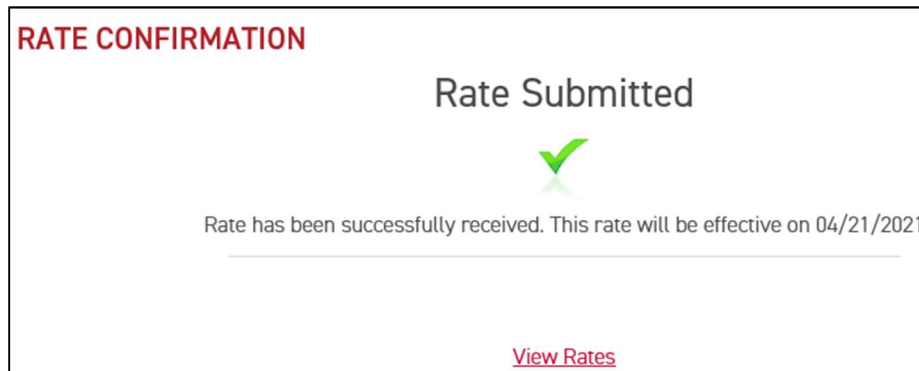 RATE CONFIRMATION
Rate Submitted
Rate has been successfully received. This rate will be effective on 04/21/2021
View Rates